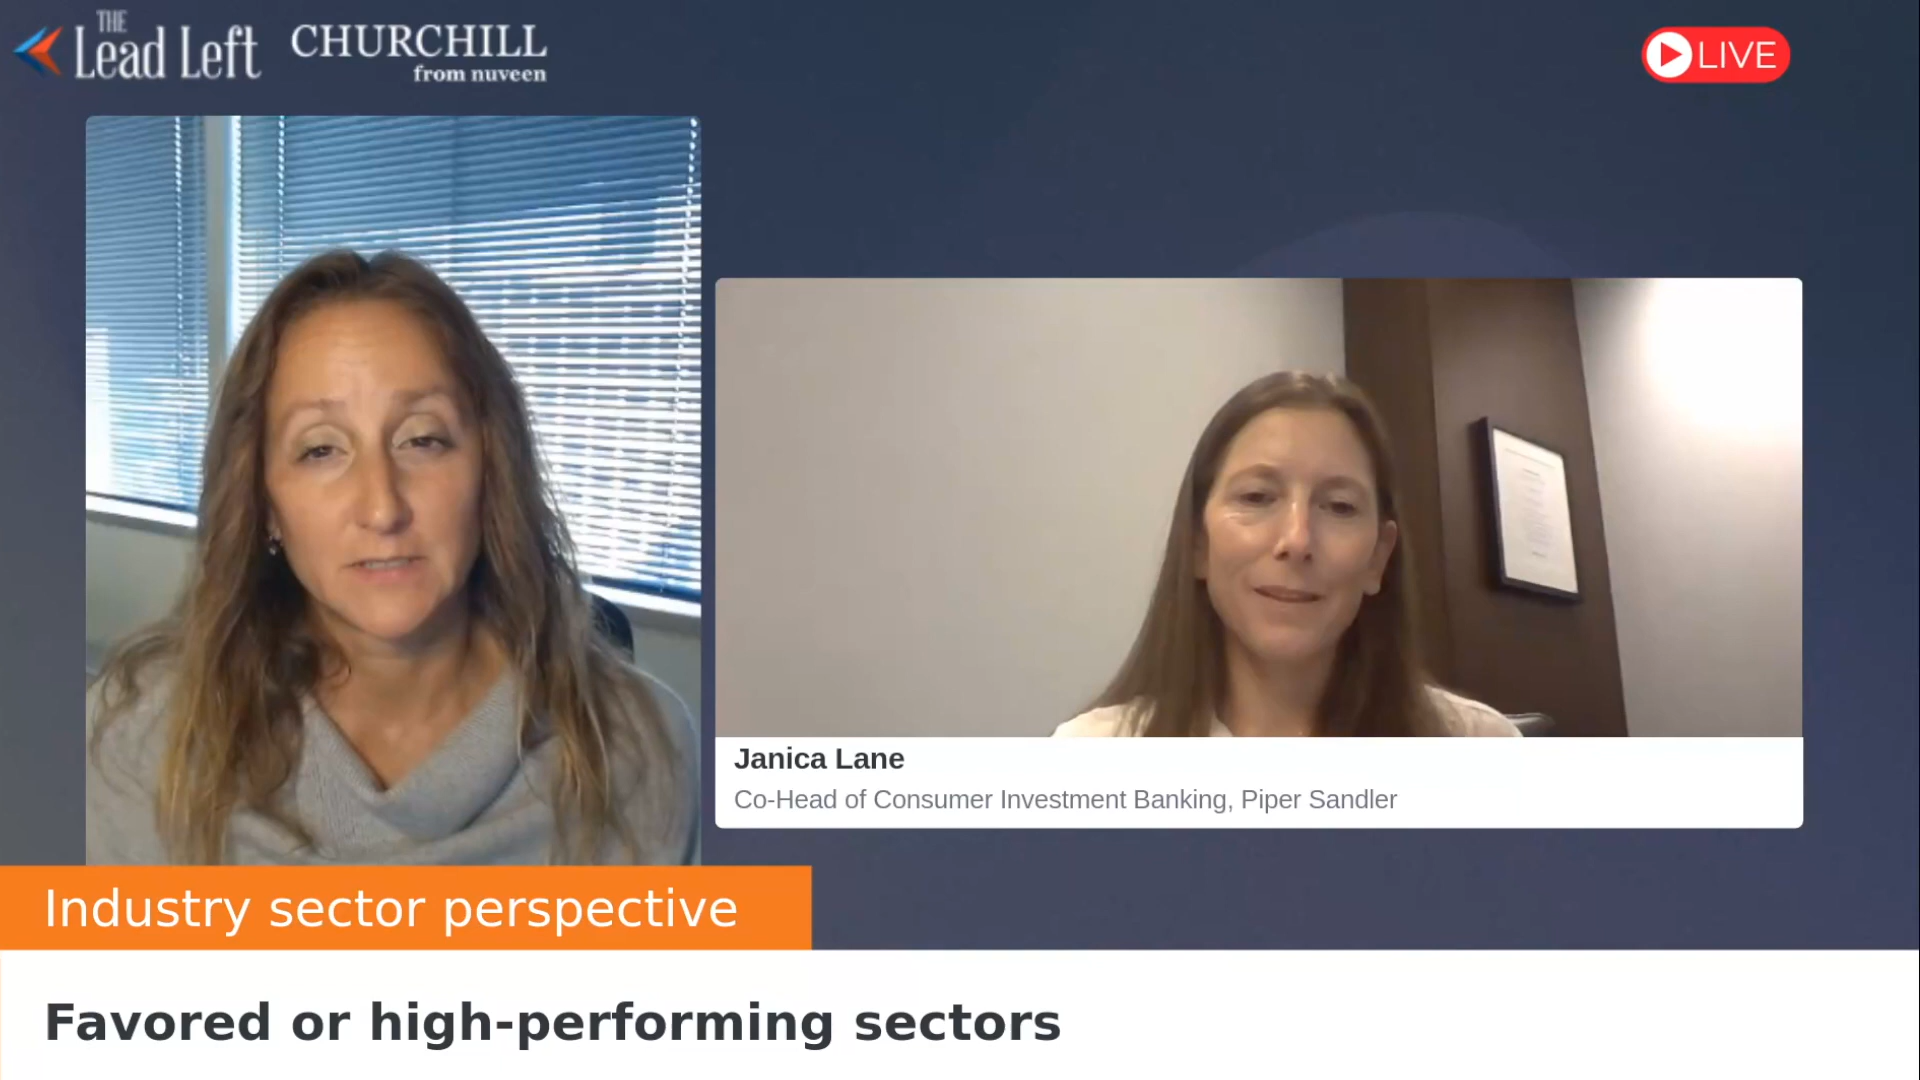 THE
Lead Left
CHURCHILL
from nuveen
LIVE
Janica Lane
Co-Head of Consumer Investment Banking, Piper Sandler
Industry sector perspective
Favored or high-performing sectors